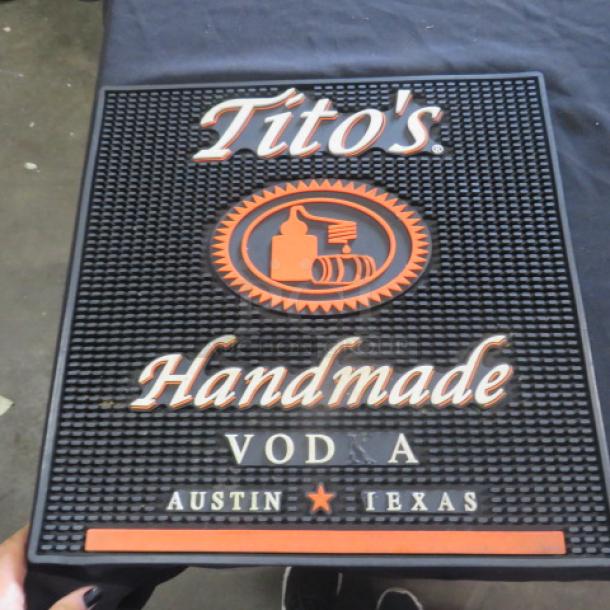 Tito's®
Handmade
VODKA
AUSTIN ★ TEXAS